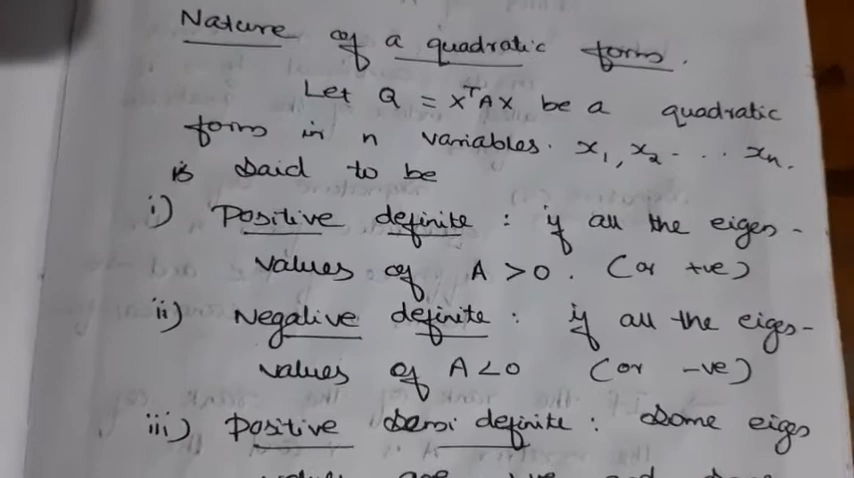 Nature of a quadratic form.
Let Q = XᵀAX be a quadratic
form in n variables. x₁, x₂ - ... xₙ.
is said to be
i) Positive definite : if all the eigen-
values of A > 0. (or +ve)
ii) Negative definite : if all the eigen-
values of A < 0 (or -ve)
iii) Positive semi definite : some eigen